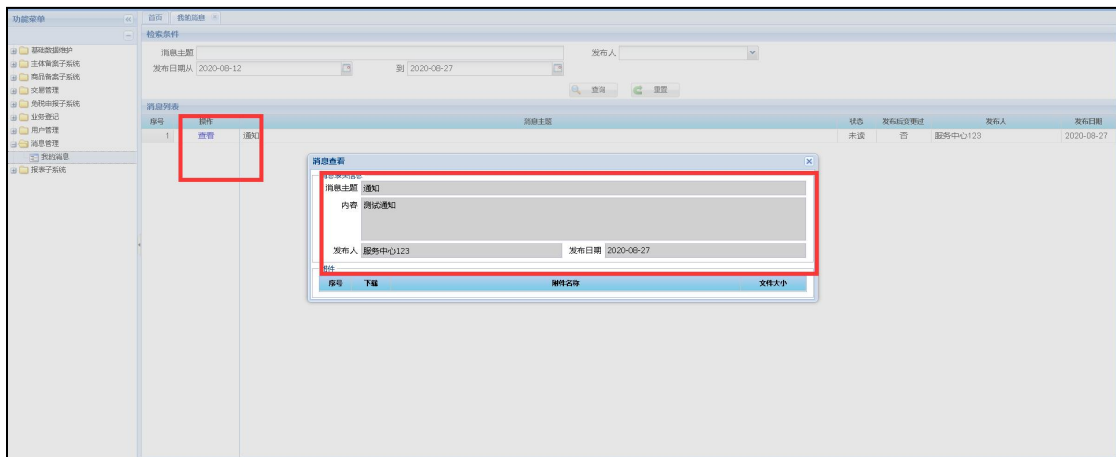 功能菜单
首页 我的消息
检索条件
基础数据维护
主体备案子系统
商品备案子系统
交易管理
免税申报子系统
业务登记
用户管理
消息管理
我的消息
报表子系统
消息主题 发布人
发布日期从 2020-08-12 到 2020-08-27
查询 重置
消息列表
序号 操作 消息主题 状态 发布后变更过 发布人 发布日期
1 查看 通知 未读 否 服务中心123 2020-08-27
消息查看
消息主题 通知
内容 测试通知
发布人 服务中心123 发布日期 2020-08-27
附件
序号 下载 附件名称 文件大小